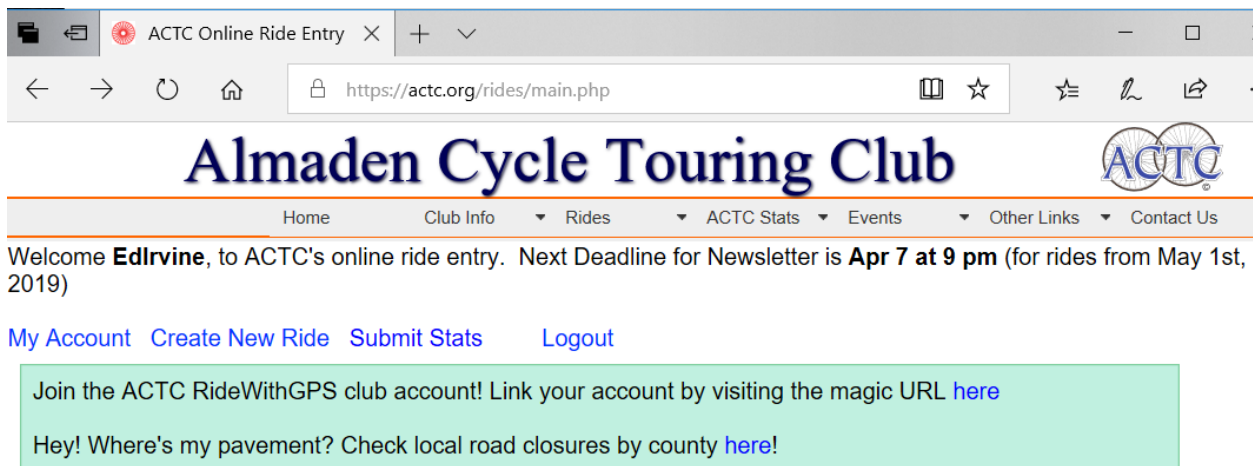 ACTC Online Ride Entry
https://actc.org/rides/main.php
Almaden Cycle Touring Club
ACTC
©
Home Club Info Rides ACTC Stats Events Other Links Contact Us
Welcome EdIrvine, to ACTC's online ride entry. Next Deadline for Newsletter is Apr 7 at 9 pm (for rides from May 1st,
2019)
My Account Create New Ride Submit Stats Logout
Join the ACTC RideWithGPS club account! Link your account by visiting the magic URL here
Hey! Where's my pavement? Check local road closures by county here!